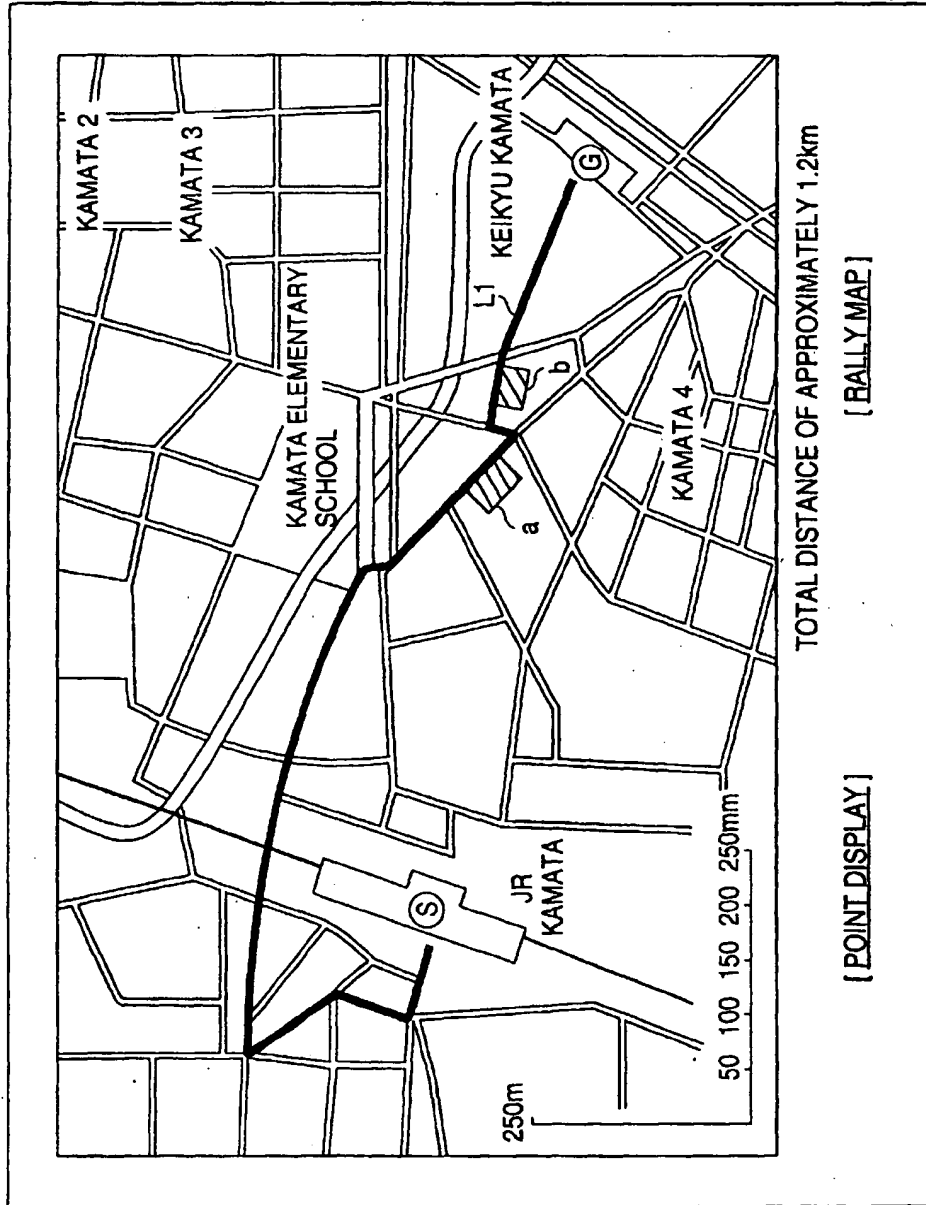 KAMATA 2
KAMATA 3
KEIKYU KAMATA
G
L1
KAMATA ELEMENTARY
SCHOOL
b
a
KAMATA 4
S
JR
KAMATA
250m
50 100 150 200 250mm
TOTAL DISTANCE OF APPROXIMATELY 1.2km
[POINT DISPLAY]
[RALLY MAP]